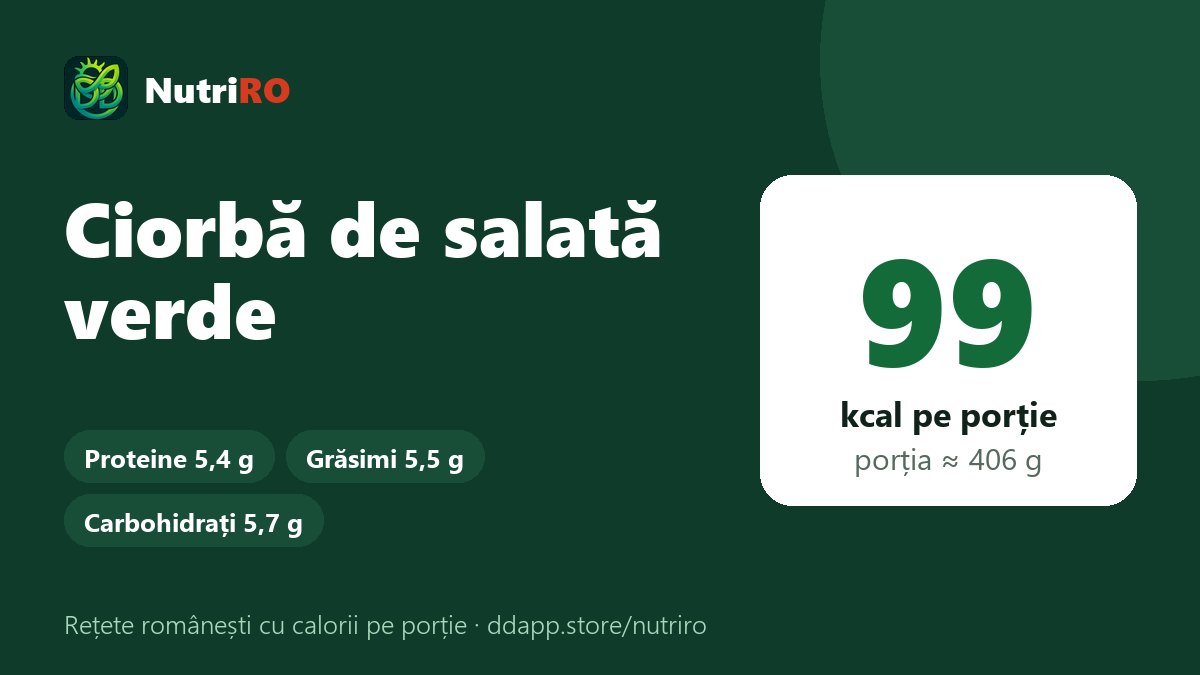 NutriRO
Ciorbă de salată
verde
99
kcal pe porție
porția ≈ 406 g
Proteine 5,4 g
Grăsimi 5,5 g
Carbohidrați 5,7 g
Rețete românești cu calorii pe porție · ddapp.store/nutriro